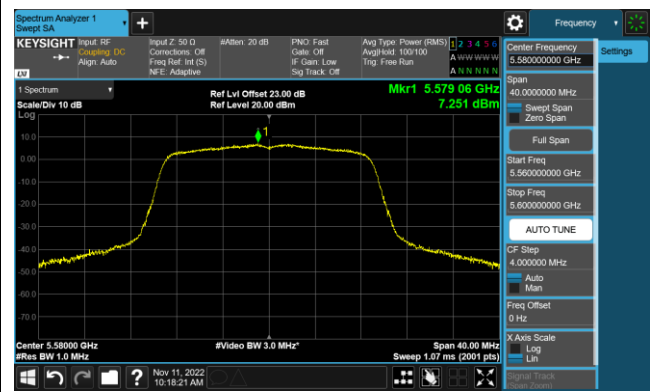 Spectrum Analyzer 1
Swept SA
Frequency
KEYSIGHT
Input: RF
Coupling: DC
Align: Auto
Input Z: 50 Ω
Corrections: Off
Freq Ref: Int (S)
NFE: Adaptive
#Atten: 20 dB
PNO: Fast
Gate: Off
IF Gain: Low
Sig Track: Off
Avg Type: Power (RMS)
Avg|Hold: 100/100
Trig: Free Run
1 2 3 4 5 6
A W W W W W
A N N N N N
LXI
1 Spectrum
Scale/Div 10 dB
Log
Ref Lvl Offset 23.00 dB
Ref Level 20.00 dBm
Mkr1 5.579 06 GHz
7.251 dBm
1
10.0
0.00
-10.0
-20.0
-30.0
-40.0
-50.0
-60.0
-70.0
Center 5.58000 GHz
#Res BW 1.0 MHz
#Video BW 3.0 MHz*
Span 40.00 MHz
Sweep 1.07 ms (2001 pts)
Center Frequency
5.580000000 GHz
Settings
Span
40.0000000 MHz
Swept Span
Zero Span
Full Span
Start Freq
5.560000000 GHz
Stop Freq
5.600000000 GHz
AUTO TUNE
CF Step
4.000000 MHz
Auto
Man
Freq Offset
0 Hz
X Axis Scale
Log
Lin
Signal Track
(Span Zoom)
?
Nov 11, 2022
10:18:21 AM